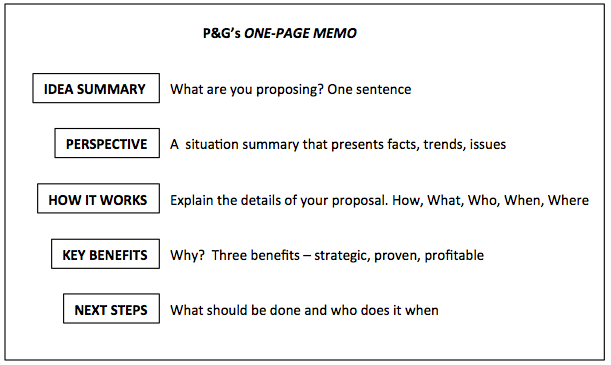 P&G's ONE-PAGE MEMO
IDEA SUMMARY What are you proposing? One sentence
PERSPECTIVE A situation summary that presents facts, trends, issues
HOW IT WORKS Explain the details of your proposal. How, What, Who, When, Where
KEY BENEFITS Why? Three benefits – strategic, proven, profitable
NEXT STEPS What should be done and who does it when